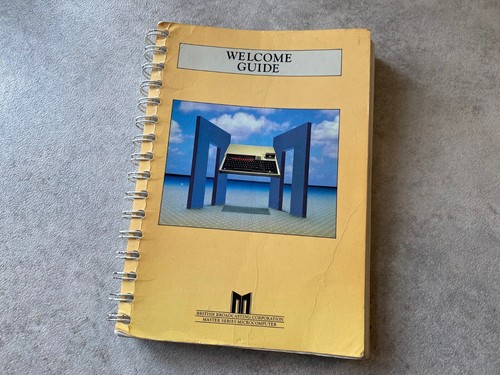 WELCOME
GUIDE
BRITISH BROADCASTING CORPORATION
MASTER SERIES MICROCOMPUTER